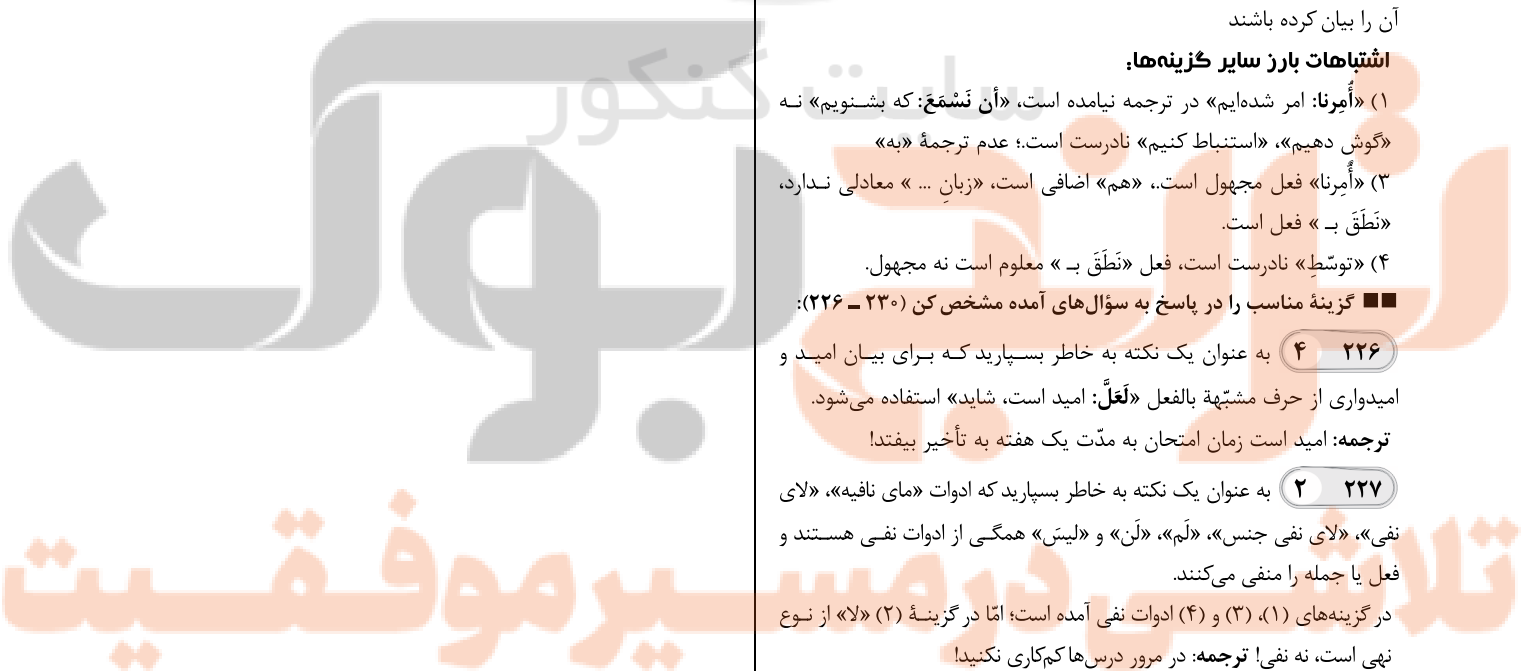 آن را بیان کرده باشند
اشتباهات بارز سایر گزینه‌ها:
۱) «أُمِرنا: امر شده‌ایم» در ترجمه نیامده است، «أن نَسْمَعَ: که بشنویم» نه
«گوش دهیم»، «استنباط کنیم» نادرست است.؛ عدم ترجمهٔ «به»
۳) «أُمِرنا» فعل مجهول است.، «هم» اضافی است، «زبانِ ... » معادلی ندارد،
«نَطَقَ بـ » فعل است.
۴) «توسّطِ» نادرست است، فعل «نَطَقَ بـ » معلوم است نه مجهول.
■■ گزینهٔ مناسب را در پاسخ به سؤال‌های آمده مشخص کن (۲۳۰ ـ ۲۲۶):
۲۲۶ ۴ به عنوان یک نکته به خاطر بسپارید که برای بیان امید و
امیدواری از حرف مشبّهة بالفعل «لَعَلَّ: امید است، شاید» استفاده می‌شود.
ترجمه: امید است زمان امتحان به مدّت یک هفته به تأخیر بیفتد!
۲۲۷ ۲ به عنوان یک نکته به خاطر بسپارید که ادوات «مای نافیه»، «لای
نفی»، «لای نفی جنس»، «لَم»، «لَن» و «لیسَ» همگی از ادوات نفی هستند و
فعل یا جمله را منفی می‌کنند.
در گزینه‌های (۱)، (۳) و (۴) ادوات نفی آمده است؛ امّا در گزینهٔ (۲) «لا» از نوع
نهی است، نه نفی! ترجمه: در مرور درس‌ها کم‌کاری نکنید!
سایت کنکور
ترنج بوک
تلاشی در مسیر موفقیت